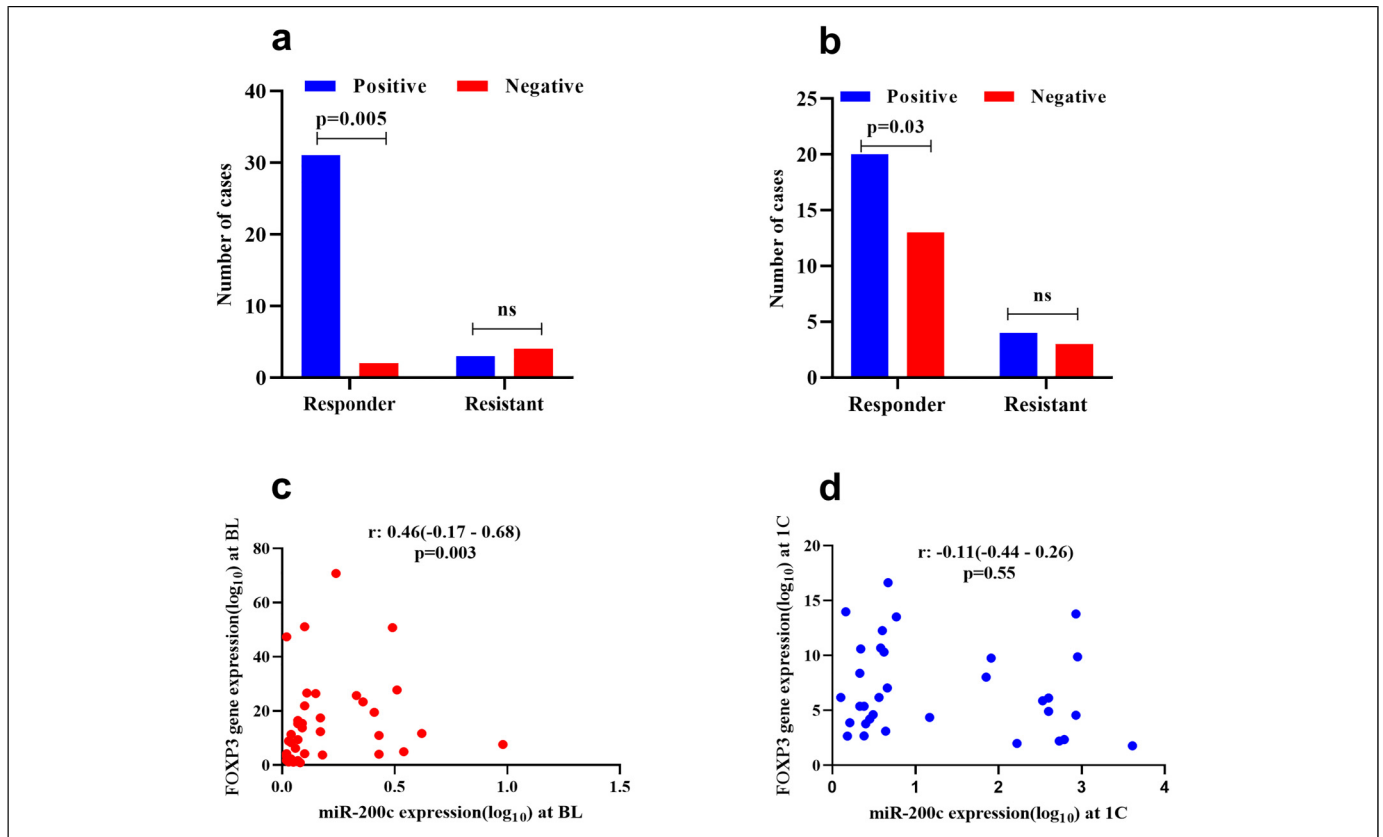 a
Positive Negative
40
30
20
10
0
Number of cases
p=0.005
ns
Responder Resistant
b
Positive Negative
25
20
15
10
5
0
Number of cases
p=0.03
ns
Responder Resistant
c
r: 0.46(-0.17 - 0.68)
p=0.003
FOXP3 gene expression(log10) at BL
80
60
40
20
0
0.0 0.5 1.0 1.5
miR-200c expression(log10) at BL
d
r: -0.11(-0.44 - 0.26)
p=0.55
FOXP3 gene expression(log10) at 1C
20
15
10
5
0
0 1 2 3 4
miR-200c expression(log10) at 1C